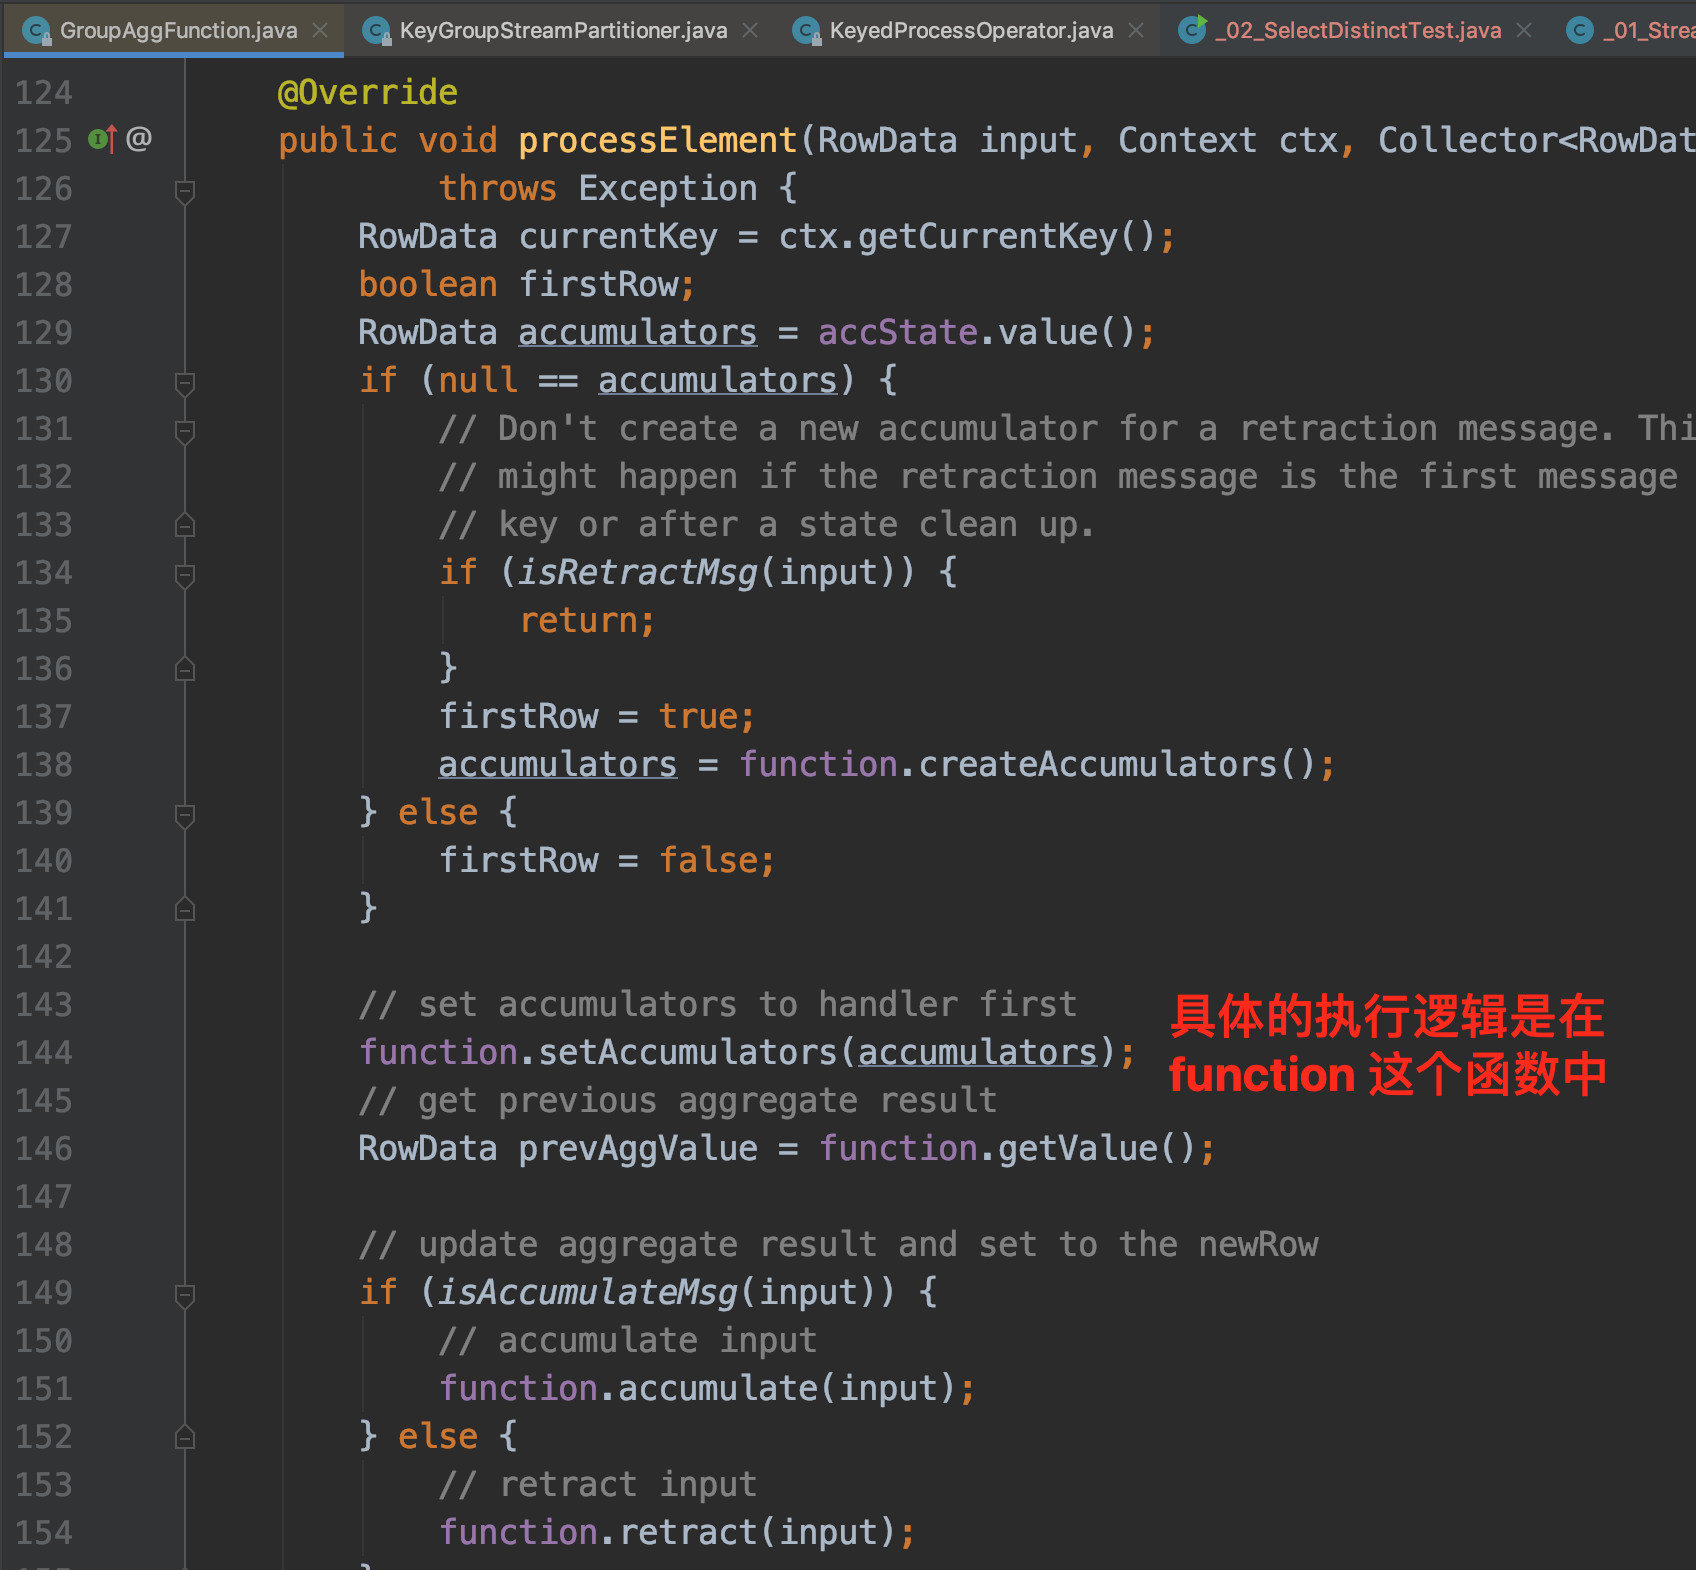 GroupAggFunction.java KeyGroupStreamPartitioner.java KeyedProcessOperator.java _02_SelectDistinctTest.java _01_Strea
124 @Override
125 @ public void processElement(RowData input, Context ctx, Collector<RowDat
126 throws Exception {
127 RowData currentKey = ctx.getCurrentKey();
128 boolean firstRow;
129 RowData accumulators = accState.value();
130 if (null == accumulators) {
131 // Don't create a new accumulator for a retraction message. Thi
132 // might happen if the retraction message is the first message
133 // key or after a state clean up.
134 if (isRetractMsg(input)) {
135 return;
136 }
137 firstRow = true;
138 accumulators = function.createAccumulators();
139 } else {
140 firstRow = false;
141 }
142
143 // set accumulators to handler first
144 function.setAccumulators(accumulators);
具体的执行逻辑是在
function 这个函数中
145 // get previous aggregate result
146 RowData prevAggValue = function.getValue();
147
148 // update aggregate result and set to the newRow
149 if (isAccumulateMsg(input)) {
150 // accumulate input
151 function.accumulate(input);
152 } else {
153 // retract input
154 function.retract(input);